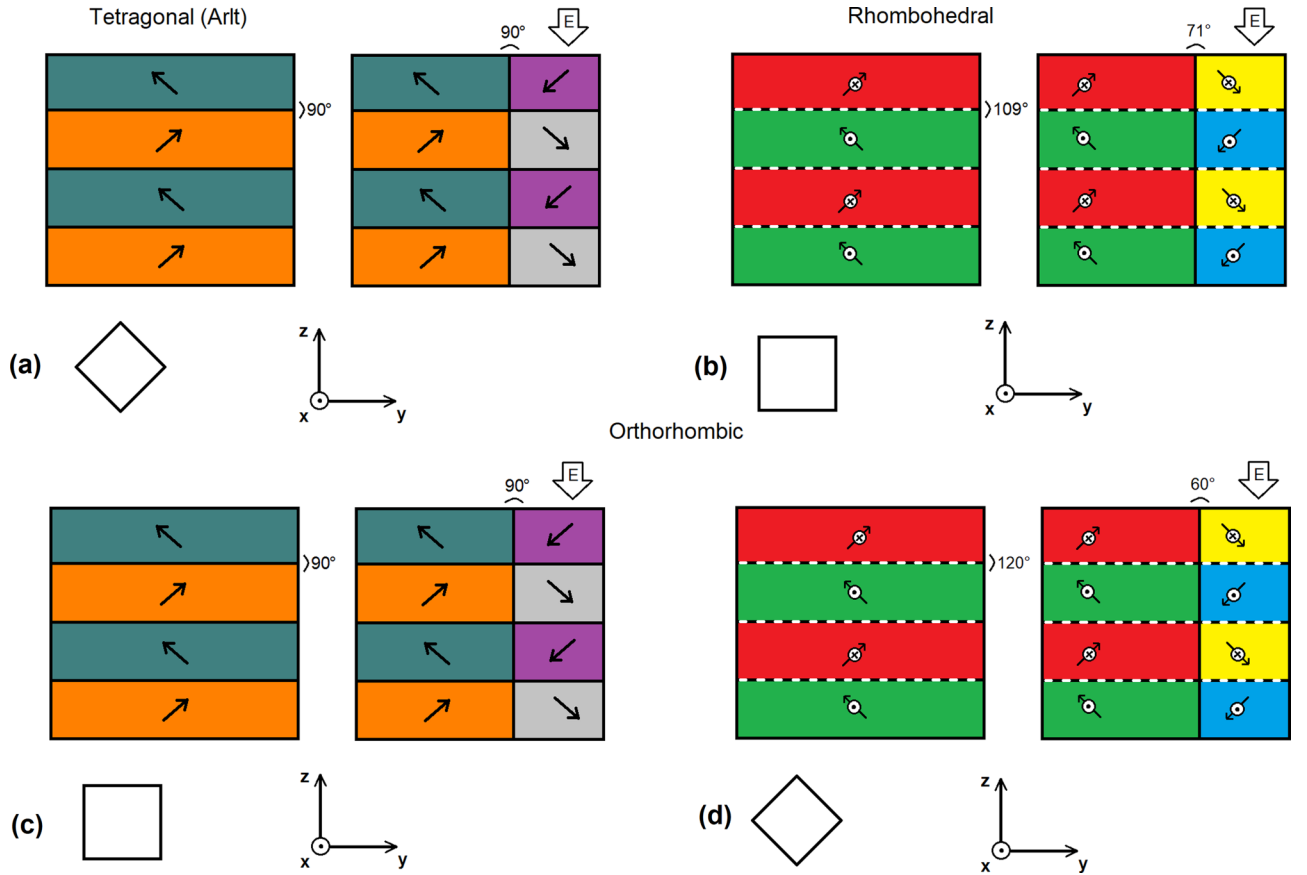 Tetragonal (Arlt)
Rhombohedral
90°
E
71°
E
90°
109°
z
x
y
(a)
z
x
y
(b)
Orthorhombic
90°
E
60°
E
90°
120°
z
x
y
(c)
z
x
y
(d)